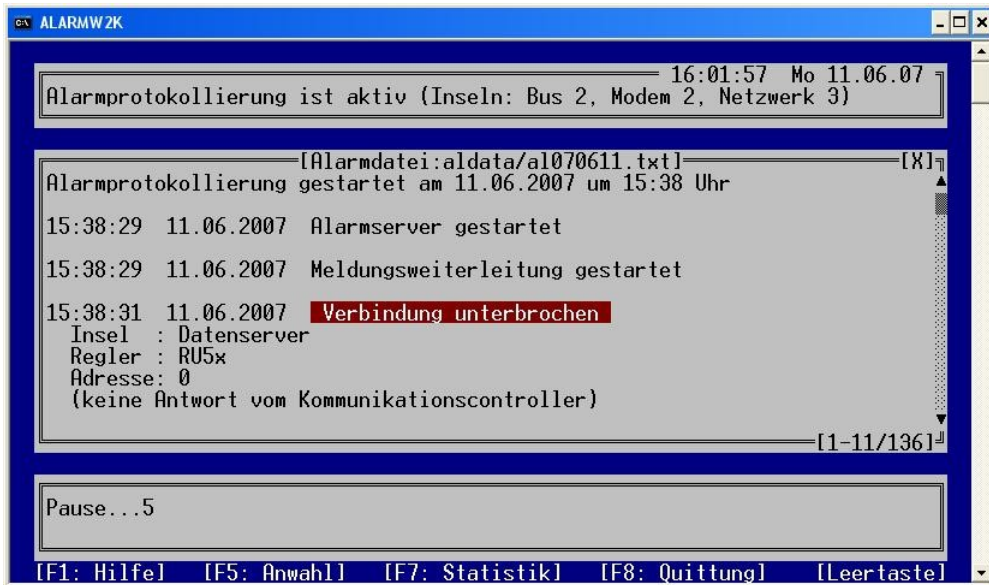 ALARMW2K
16:01:57 Mo 11.06.07
Alarmprotokollierung ist aktiv (Inseln: Bus 2, Modem 2, Netzwerk 3)
[Alarmdatei:aldata/al070611.txt] [X]
Alarmprotokollierung gestartet am 11.06.2007 um 15:38 Uhr
15:38:29 11.06.2007 Alarmserver gestartet
15:38:29 11.06.2007 Meldungsweiterleitung gestartet
15:38:31 11.06.2007 Verbindung unterbrochen
Insel : Datenserver
Regler : RU5x
Adresse: 0
(keine Antwort vom Kommunikationscontroller)
[1-11/136]
Pause...5
[F1: Hilfe] [F5: Anwahl] [F7: Statistik] [F8: Quittung] [Leertaste]